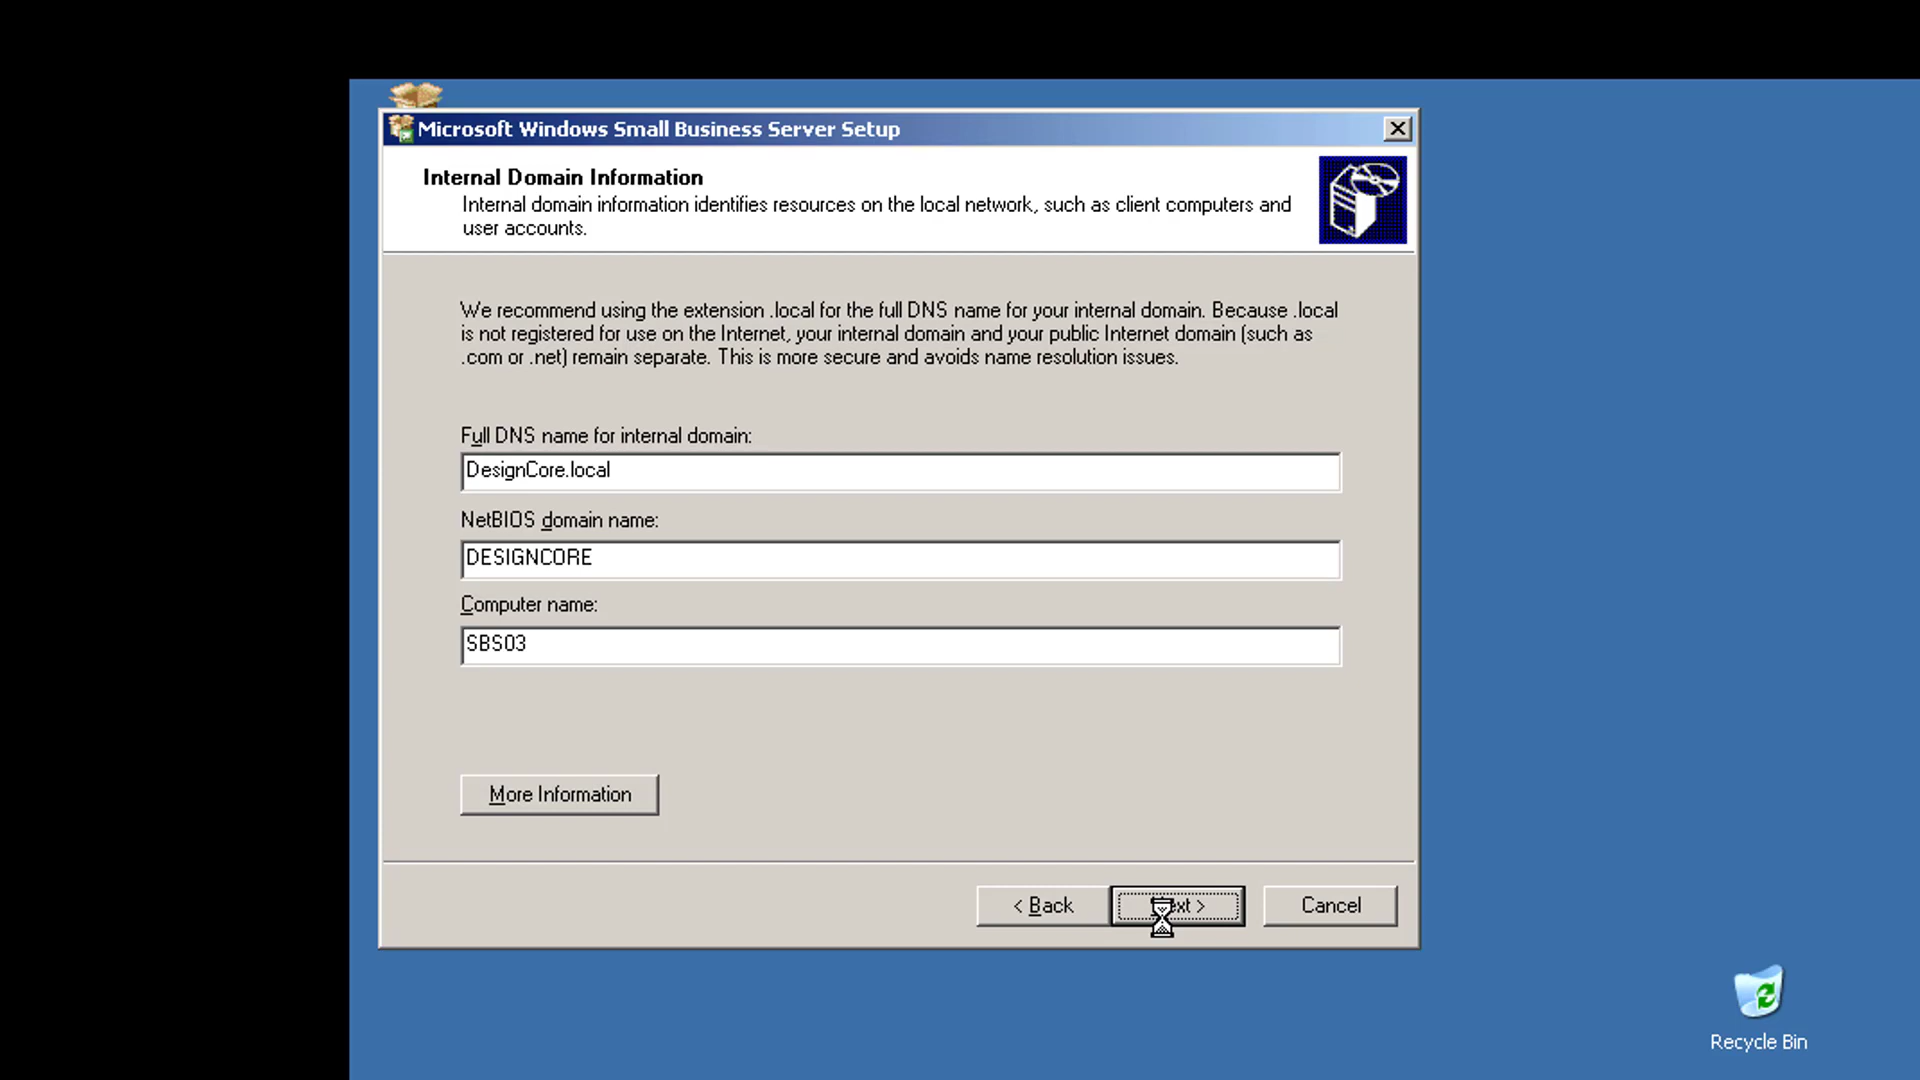 Microsoft Windows Small Business Server Setup
Internal Domain Information
Internal domain information identifies resources on the local network, such as client computers and
user accounts.
We recommend using the extension .local for the full DNS name for your internal domain. Because .local
is not registered for use on the Internet, your internal domain and your public Internet domain (such as
.com or .net) remain separate. This is more secure and avoids name resolution issues.
Full DNS name for internal domain:
DesignCore.local
NetBIOS domain name:
DESIGNCORE
Computer name:
SBS03
More Information
< Back
Cancel
Recycle Bin